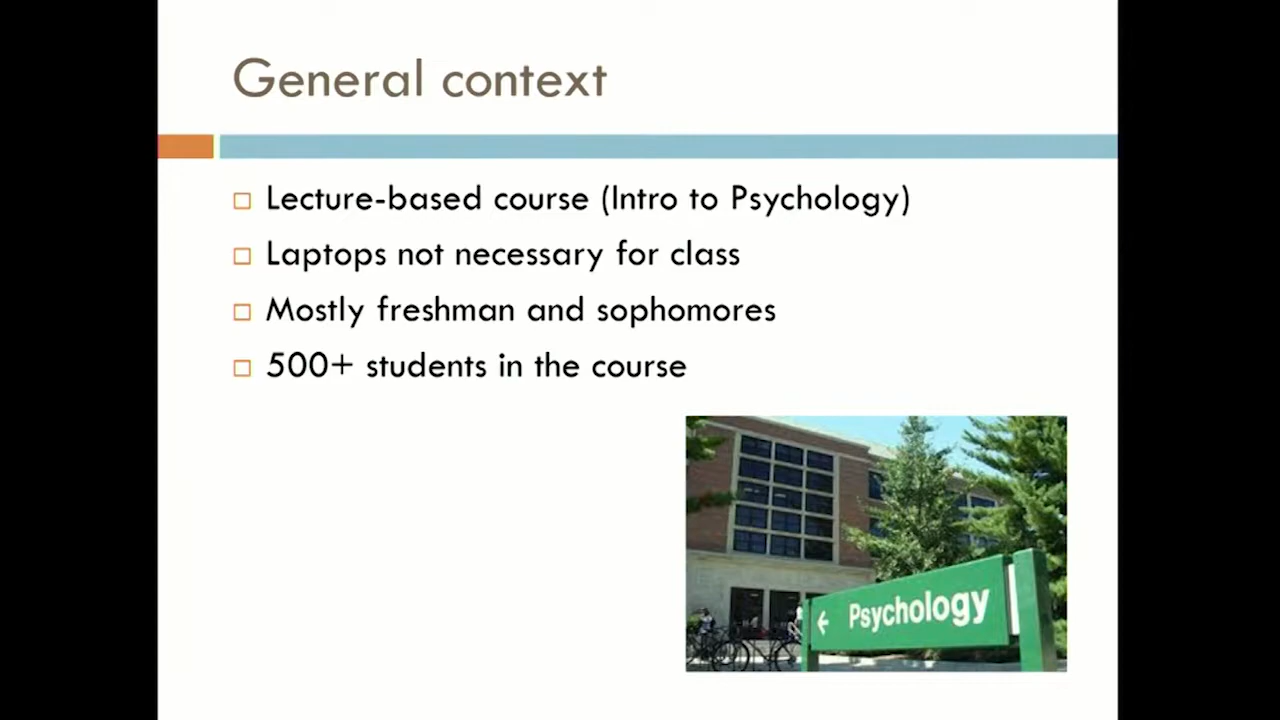 General context
Lecture-based course (Intro to Psychology)
Laptops not necessary for class
Mostly freshman and sophomores
500+ students in the course
← Psychology